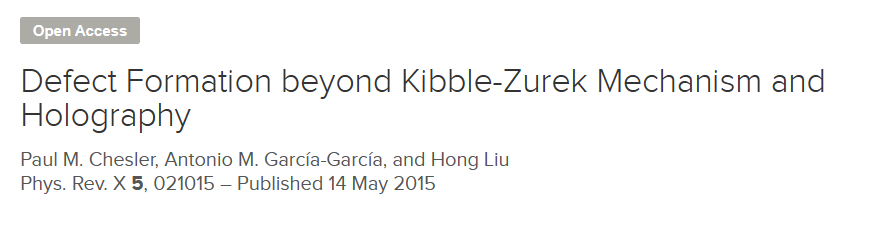 Open Access
Defect Formation beyond Kibble-Zurek Mechanism and
Holography
Paul M. Chesler, Antonio M. García-García, and Hong Liu
Phys. Rev. X 5, 021015 – Published 14 May 2015